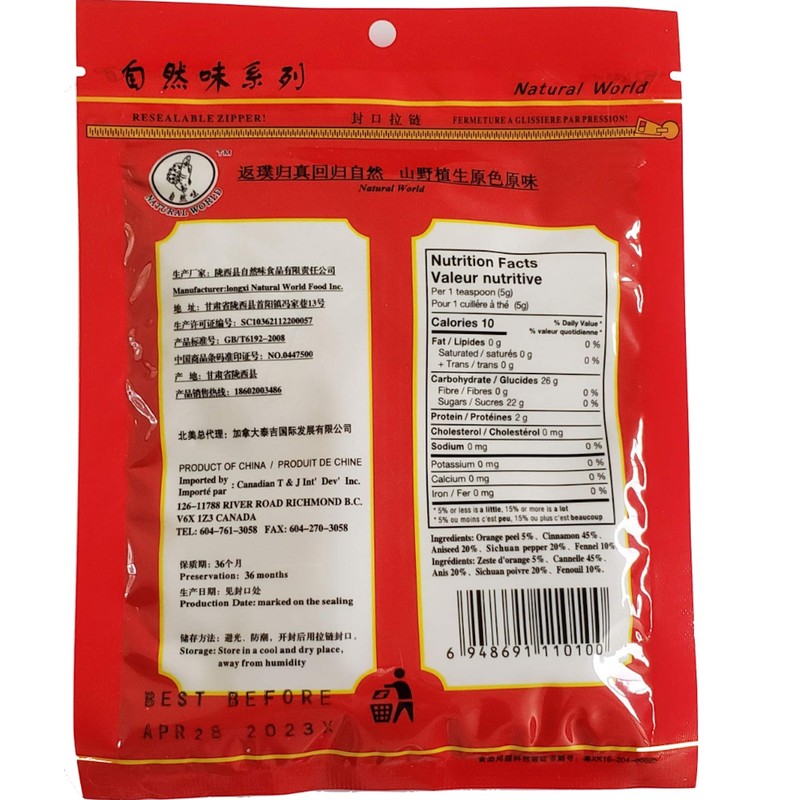 自然味系列
Natural World
RESEALABLE ZIPPER! 封口拉链 FERMETURE A GLISSIERE PAR PRESSION!
TM
自然味
NATURAL WORLD
返璞归真回归自然 山野植生原色原味
Natural World
生产厂家：陇西县自然味食品有限责任公司
Manufacturer:longxi Natural World Food Inc.
地 址：甘肃省陇西县首阳镇冯家巷13号
生产许可证编号：SC10362112200057
产品标准号：GB/T6192-2008
中国商品条码准印证号：NO.0447500
产 地：甘肃省陇西县
产品销售热线：18602003486
北美总代理：加拿大泰吉国际发展有限公司
PRODUCT OF CHINA / PRODUIT DE CHINE
Imported by
Importé par : Canadian T & J Int' Dev' Inc.
126-11788 RIVER ROAD RICHMOND B.C.
V6X 1Z3 CANADA
TEL: 604-761-3058 FAX: 604-270-3058
保质期：36个月
Preservation: 36 months
生产日期：见封口处
Production Date: marked on the sealing
储存方法：避光、防潮，开封后用拉链封口。
Storage: Store in a cool and dry place,
away from humidity
BEST BEFORE
APR 28 2023X
Nutrition Facts
Valeur nutritive
Per 1 teaspoon (5g)
Pour 1 cuillère à thé (5g)
Calories 10 % Daily Value*
% valeur quotidienne*
Fat / Lipides 0 g 0 %
Saturated / saturés 0 g
+ Trans / trans 0 g 0 %
Carbohydrate / Glucides 26 g
Fibre / Fibres 0 g 0 %
Sugars / Sucres 22 g 0 %
Protein / Protéines 2 g
Cholesterol / Cholestérol 0 mg
Sodium 0 mg 0 %
Potassium 0 mg 0 %
Calcium 0 mg 0 %
Iron / Fer 0 mg 0 %
* 5% or less is a little, 15% or more is a lot
* 5% ou moins c'est peu, 15% ou plus c'est beaucoup
Ingredients: Orange peel 5%、Cinnamon 45%、
Aniseed 20%、Sichuan pepper 20%、Fennel 10%.
Ingrédients: Zeste d'orange 5%、Cannelle 45%、
Anis 20%、Sichuan poivre 20%、Fenouil 10%.
6 948691 110100